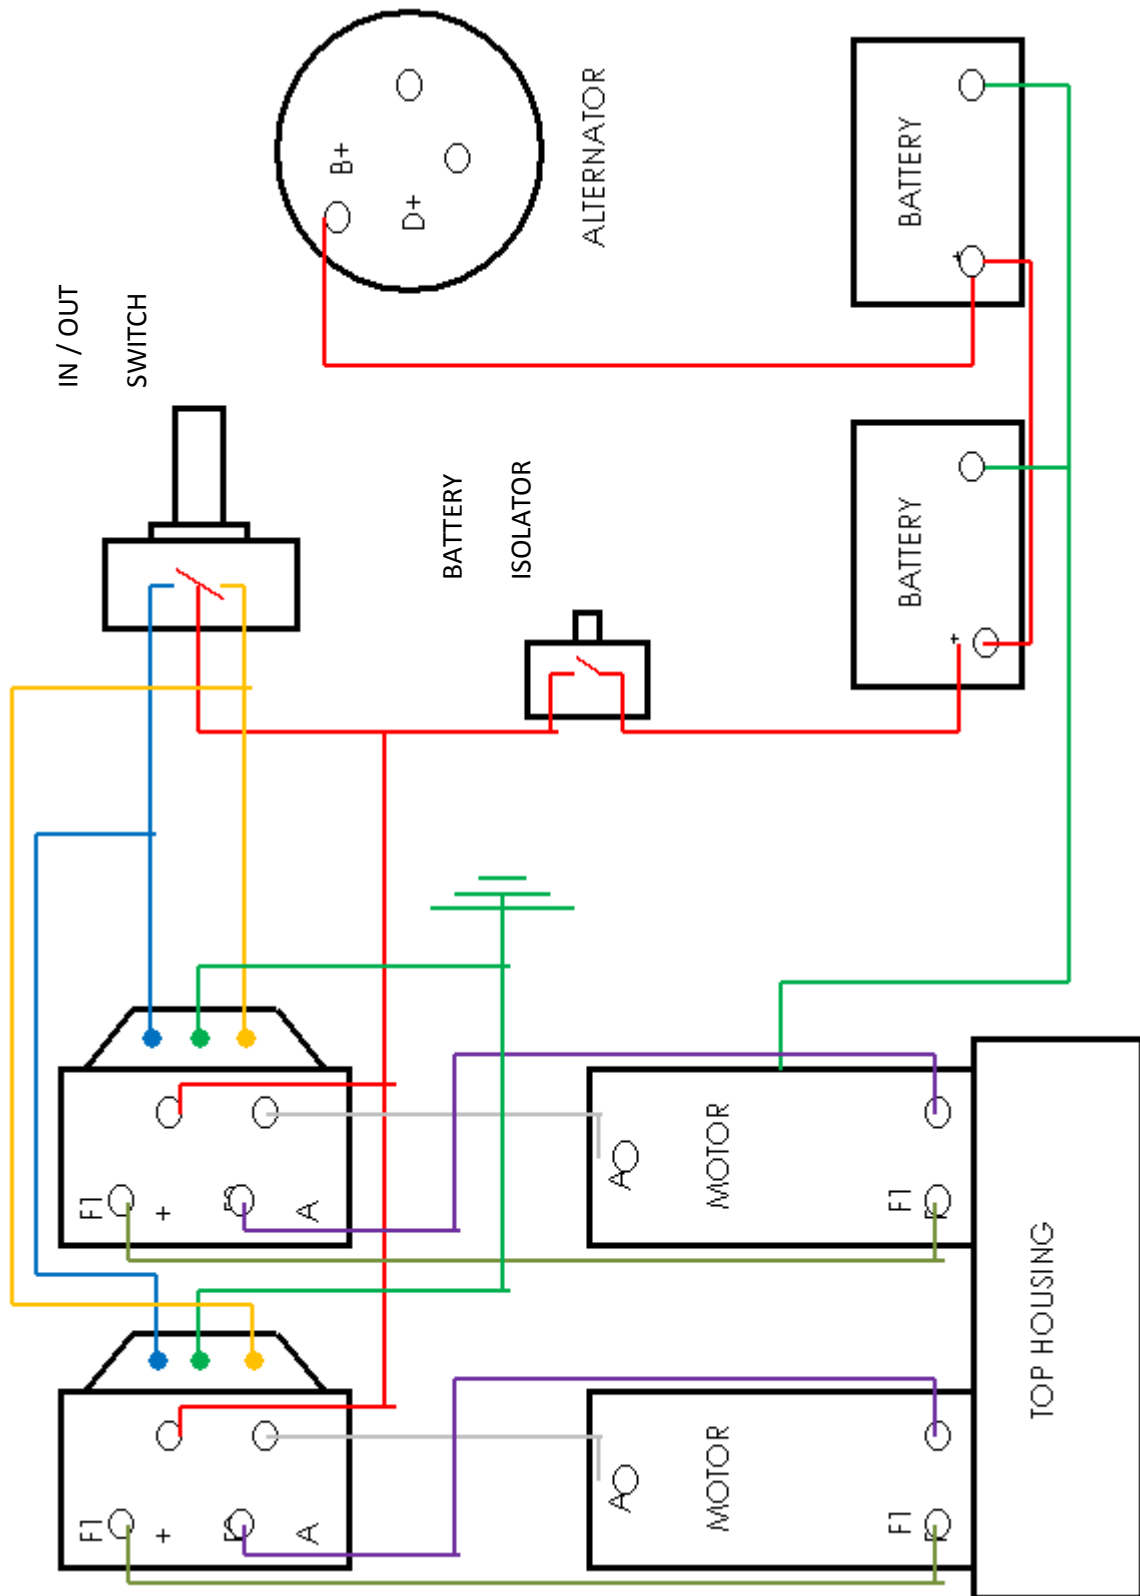 IN / OUT
SWITCH
F1
+
A
F1
+
A
B+
D+
ALTERNATOR
BATTERY
ISOLATOR
A
MOTOR
F1
A
MOTOR
F1
+
BATTERY
+
BATTERY
TOP HOUSING